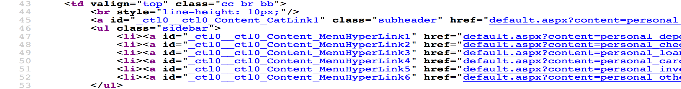 43 <td valign="top" class="cc br bb">
44 <br style="line-height: 10px;"/>
45 <a id="_ctl0__ctl0_Content_CatLink1" class="subheader" href="default.aspx?content=personal
46 <ul class="sidebar">
47 <li><a id="_ctl0__ctl0_Content_MenuHyperLink1" href="default.aspx?content=personal_depo
48 <li><a id="_ctl0__ctl0_Content_MenuHyperLink2" href="default.aspx?content=personal_chec
49 <li><a id="_ctl0__ctl0_Content_MenuHyperLink3" href="default.aspx?content=personal_loan
50 <li><a id="_ctl0__ctl0_Content_MenuHyperLink4" href="default.aspx?content=personal_card
51 <li><a id="_ctl0__ctl0_Content_MenuHyperLink5" href="default.aspx?content=personal_inve
52 <li><a id="_ctl0__ctl0_Content_MenuHyperLink6" href="default.aspx?content=personal_othe
53 </ul>